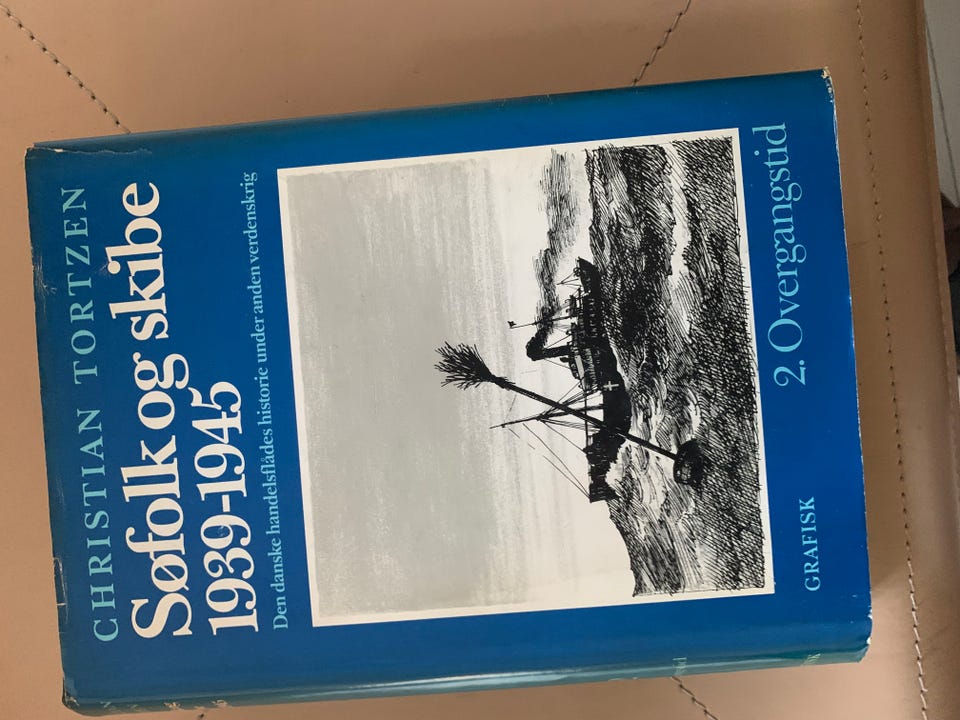 CHRISTIAN TORTZEN
Søfolk og skibe
1939-1945
Den danske handelsflådes historie under anden verdenskrig
GRAFISK
2. Overgangstid